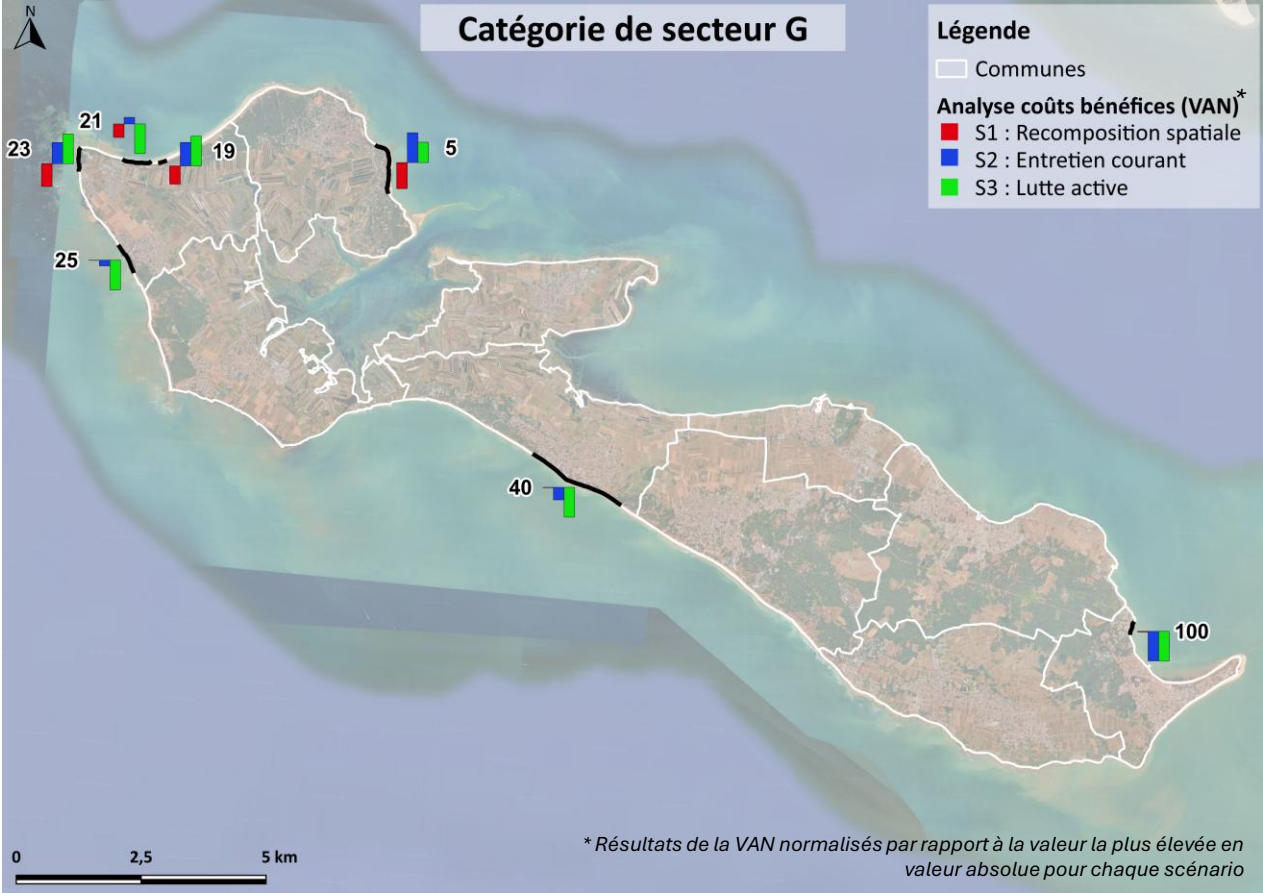 N
Catégorie de secteur G
Légende
Communes
Analyse coûts bénéfices (VAN)*
S1 : Recomposition spatiale
S2 : Entretien courant
S3 : Lutte active
21
23
19
5
25
40
100
0 2,5 5 km
* Résultats de la VAN normalisés par rapport à la valeur la plus élevée en
valeur absolue pour chaque scénario